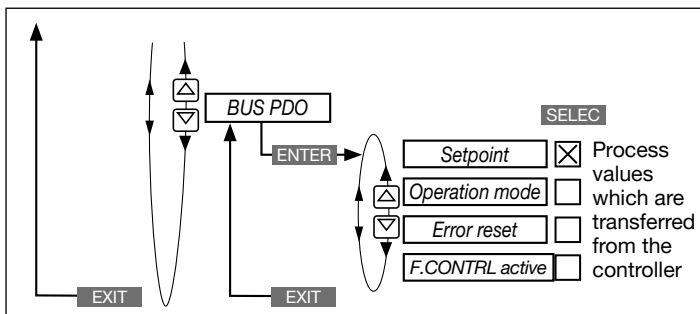 BUS PDO
SELEC
ENTER
Setpoint
Operation mode
Error reset
F.CONTRL active
Process
values
which are
transferred
from the
controller
EXIT
EXIT